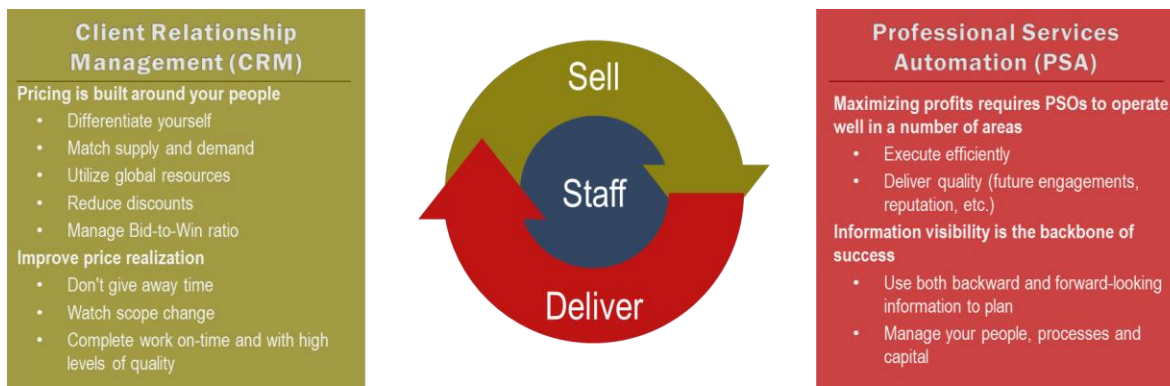 Client Relationship
Management (CRM)
Pricing is built around your people
• Differentiate yourself
• Match supply and demand
• Utilize global resources
• Reduce discounts
• Manage Bid-to-Win ratio
Improve price realization
• Don't give away time
• Watch scope change
• Complete work on-time and with high
levels of quality
Sell
Staff
Deliver
Professional Services
Automation (PSA)
Maximizing profits requires PSOs to operate
well in a number of areas
• Execute efficiently
• Deliver quality (future engagements,
reputation, etc.)
Information visibility is the backbone of
success
• Use both backward and forward-looking
information to plan
• Manage your people, processes and
capital